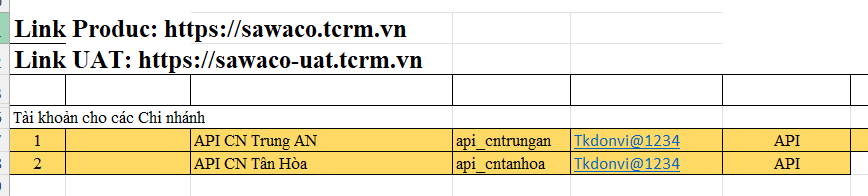 Link Produc: https://sawaco.tcrm.vn
Link UAT: https://sawaco-uat.tcrm.vn
Tài khoản cho các Chi nhánh
1 API CN Trung AN api_cntrungan Tkdonvi@1234 API
2 API CN Tân Hòa api_cntanhoa Tkdonvi@1234 API